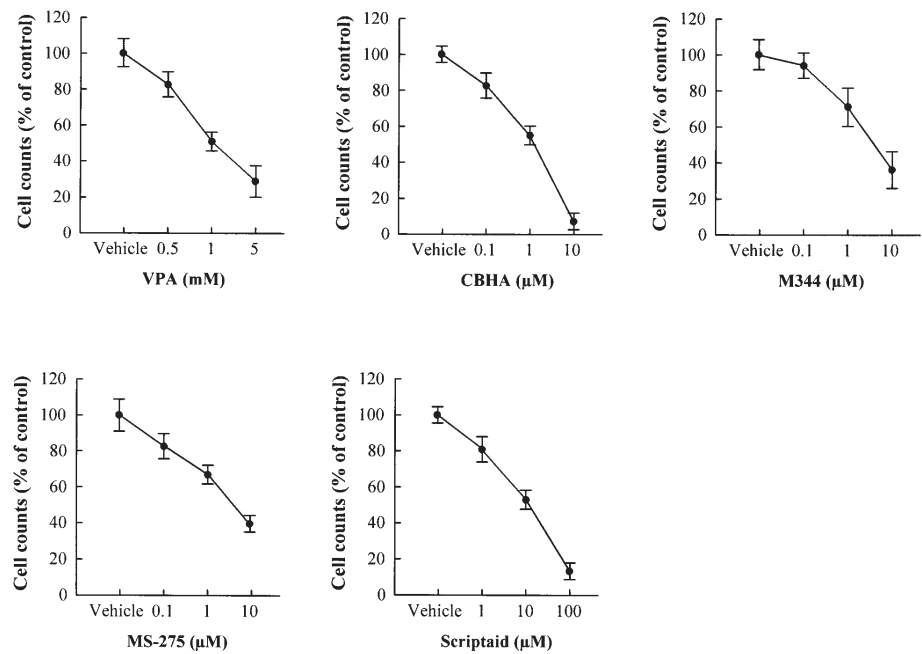 Cell counts (% of control)
120
100
80
60
40
20
0
Vehicle 0.5 1 5
VPA (mM)
Cell counts (% of control)
120
100
80
60
40
20
0
Vehicle 0.1 1 10
CBHA (μM)
Cell counts (% of control)
120
100
80
60
40
20
0
Vehicle 0.1 1 10
M344 (μM)
Cell counts (% of control)
120
100
80
60
40
20
0
Vehicle 0.1 1 10
MS-275 (μM)
Cell counts (% of control)
120
100
80
60
40
20
0
Vehicle 1 10 100
Scriptaid (μM)